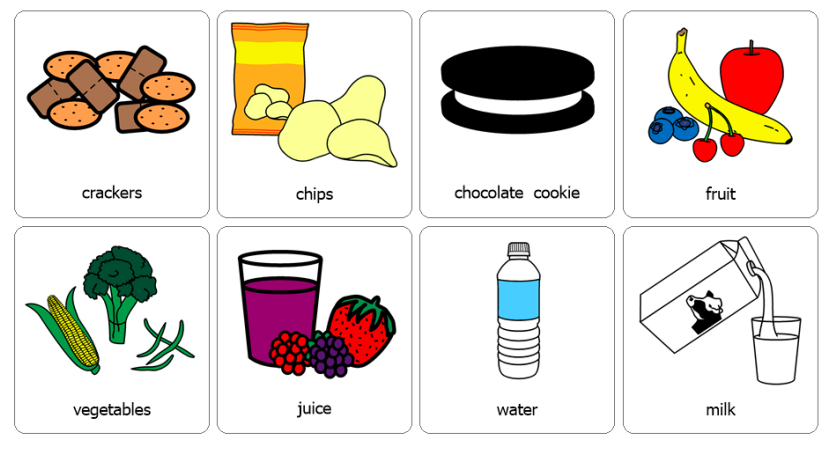 crackers
chips
chocolate cookie
fruit
vegetables
juice
water
milk